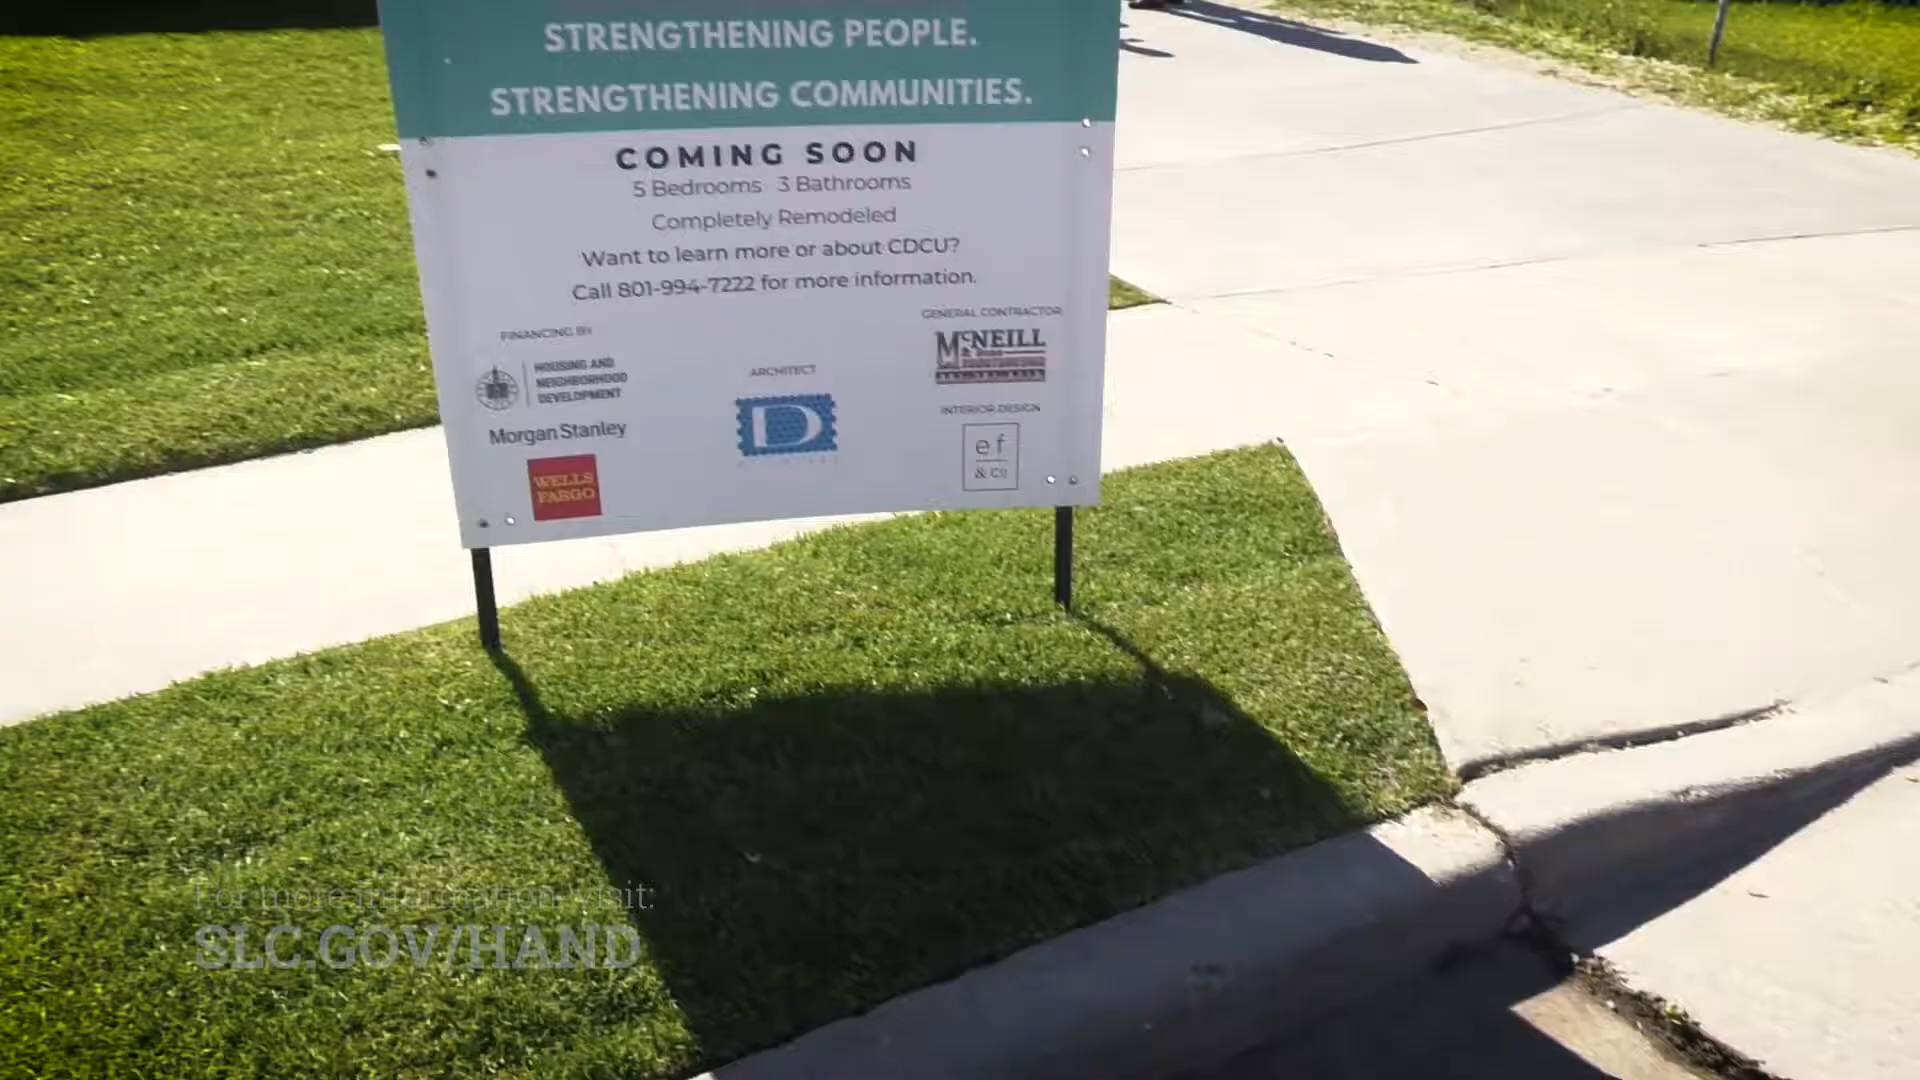 STRENGTHENING PEOPLE.
STRENGTHENING COMMUNITIES.
COMING SOON
5 Bedrooms 3 Bathrooms
Completely Remodeled
Want to learn more or about CDCU?
Call 801-994-7222 for more information.
FINANCING BY
HOUSING AND
NEIGHBORHOOD
DEVELOPMENT
Morgan Stanley
WELLS
FARGO
ARCHITECT
D
GENERAL CONTRACTOR
MCNEILL
& Sons
INTERIOR DESIGN
e.f
& Co
For more information visit:
SLC.GOV/HAND